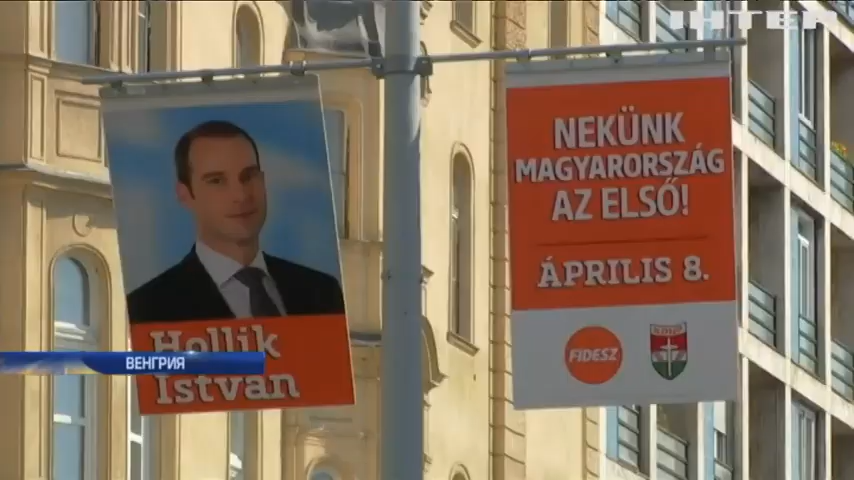 ІНТЕР
NEKÜNK
MAGYARORSZÁG
AZ ELSŐ!
ÁPRILIS 8.
FIDESZ
Hollik
István
ВЕНГРИЯ